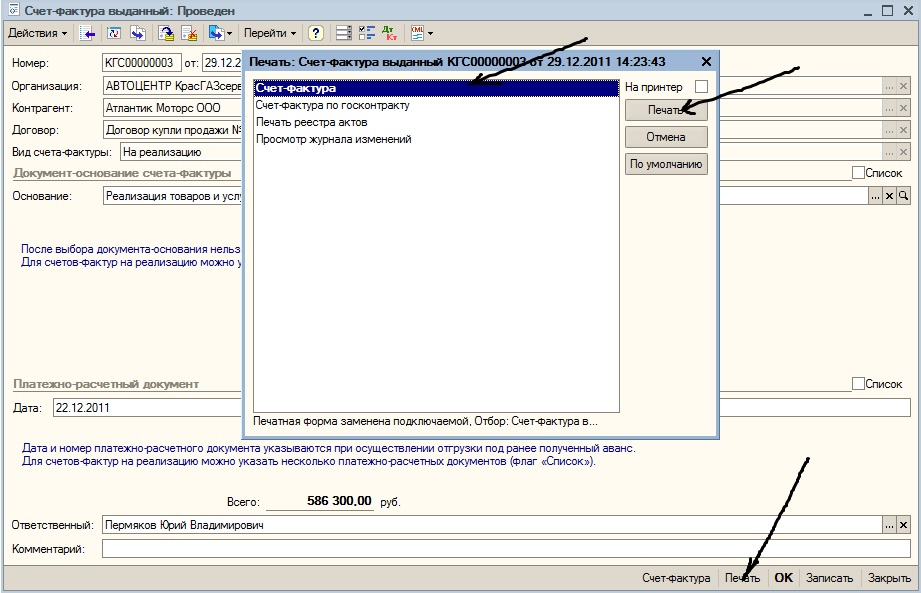 Счет-фактура выданный: Проведен
Действия Перейти
Номер: КГС00000003 от: 29.12.2
Организация: АВТОЦЕНТР КрасГАЗсерв
Контрагент: Атлантик Моторс ООО
Договор: Договор купли продажи №
Вид счета-фактуры: На реализацию
Документ-основание счета-фактуры Список
Основание: Реализация товаров и услу
После выбора документа-основания нельз
Для счетов-фактур на реализацию можно у
Печать: Счет-фактура выданный КГС00000003 от 29.12.2011 14:23:43
Счет-фактура
Счет-фактура по госконтракту
Печать реестра актов
Просмотр журнала изменений
На принтер
Печать
Отмена
По умолчанию
Печатная форма заменена подключаемой, Отбор: Счет-фактура в...
Платежно-расчетный документ Список
Дата: 22.12.2011
Дата и номер платежно-расчетного документа указываются при осуществлении отгрузки под ранее полученный аванс.
Для счетов-фактур на реализацию можно указать несколько платежно-расчетных документов (флаг «Список»).
Всего: 586 300,00 руб.
Ответственный: Пермяков Юрий Владимирович
Комментарий:
Счет-фактура Печать OK Записать Закрыть